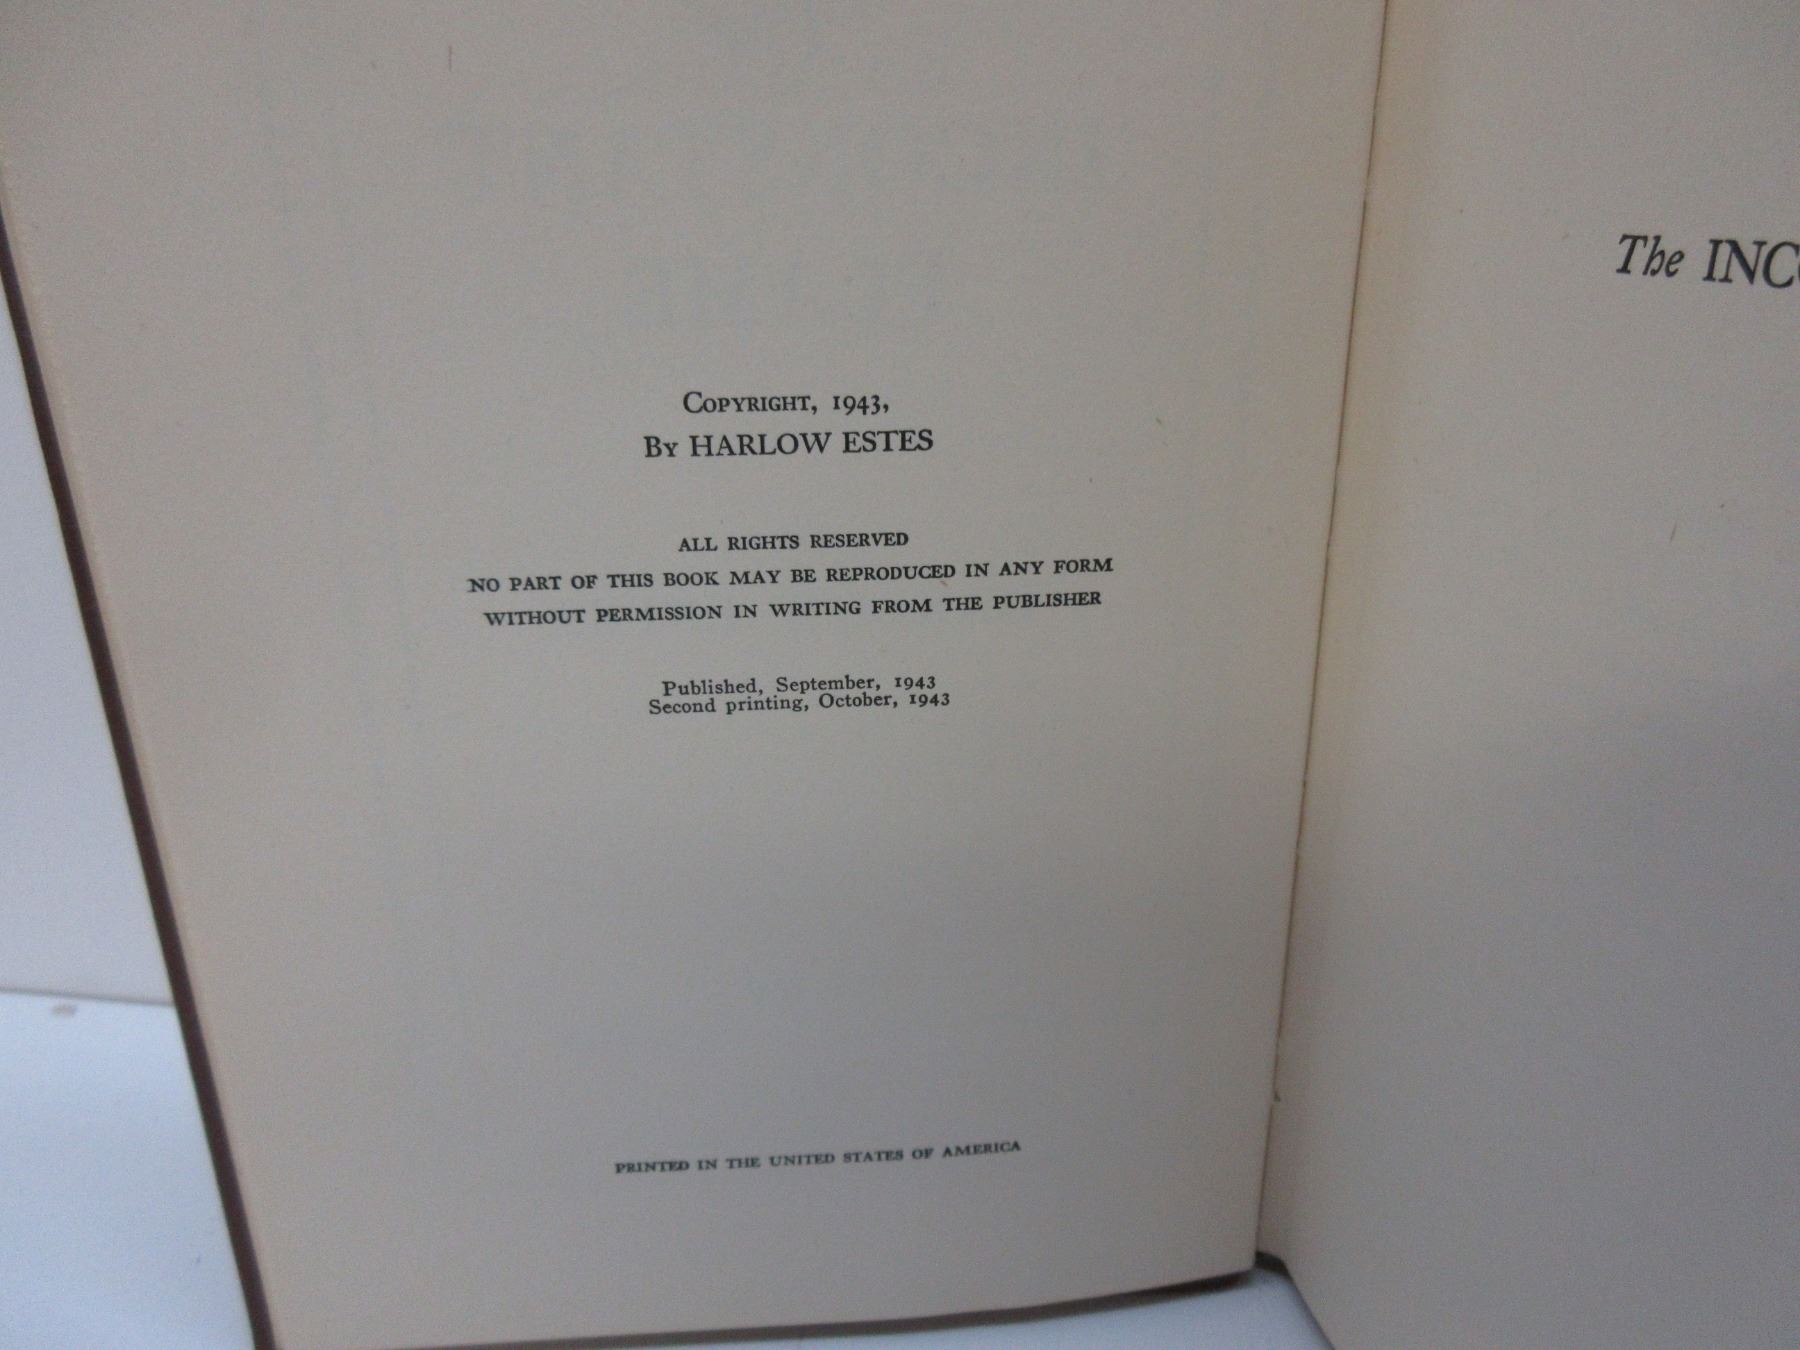 Copyright, 1943,
By HARLOW ESTES
ALL RIGHTS RESERVED
NO PART OF THIS BOOK MAY BE REPRODUCED IN ANY FORM
WITHOUT PERMISSION IN WRITING FROM THE PUBLISHER
Published, September, 1943
Second printing, October, 1943
PRINTED IN THE UNITED STATES OF AMERICA
The INC